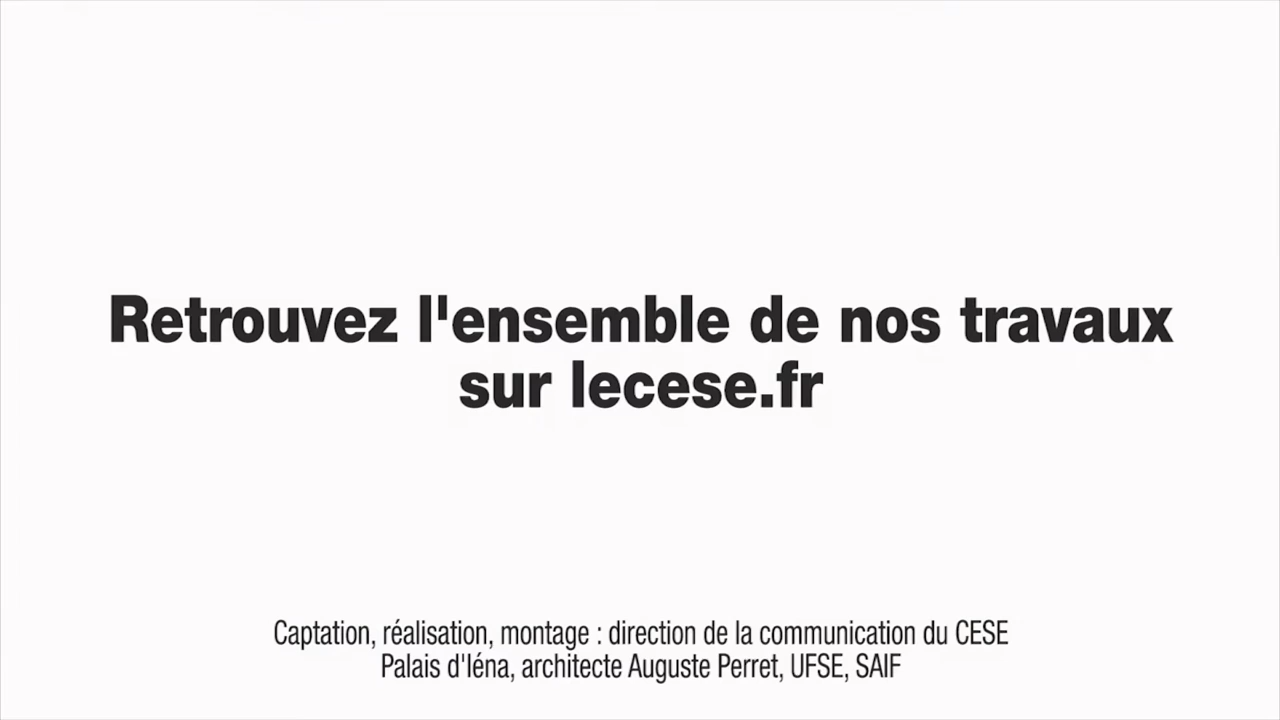 Retrouvez l'ensemble de nos travaux
sur lecese.fr
Captation, réalisation, montage : direction de la communication du CESE
Palais d'Iéna, architecte Auguste Perret, UFSE, SAIF